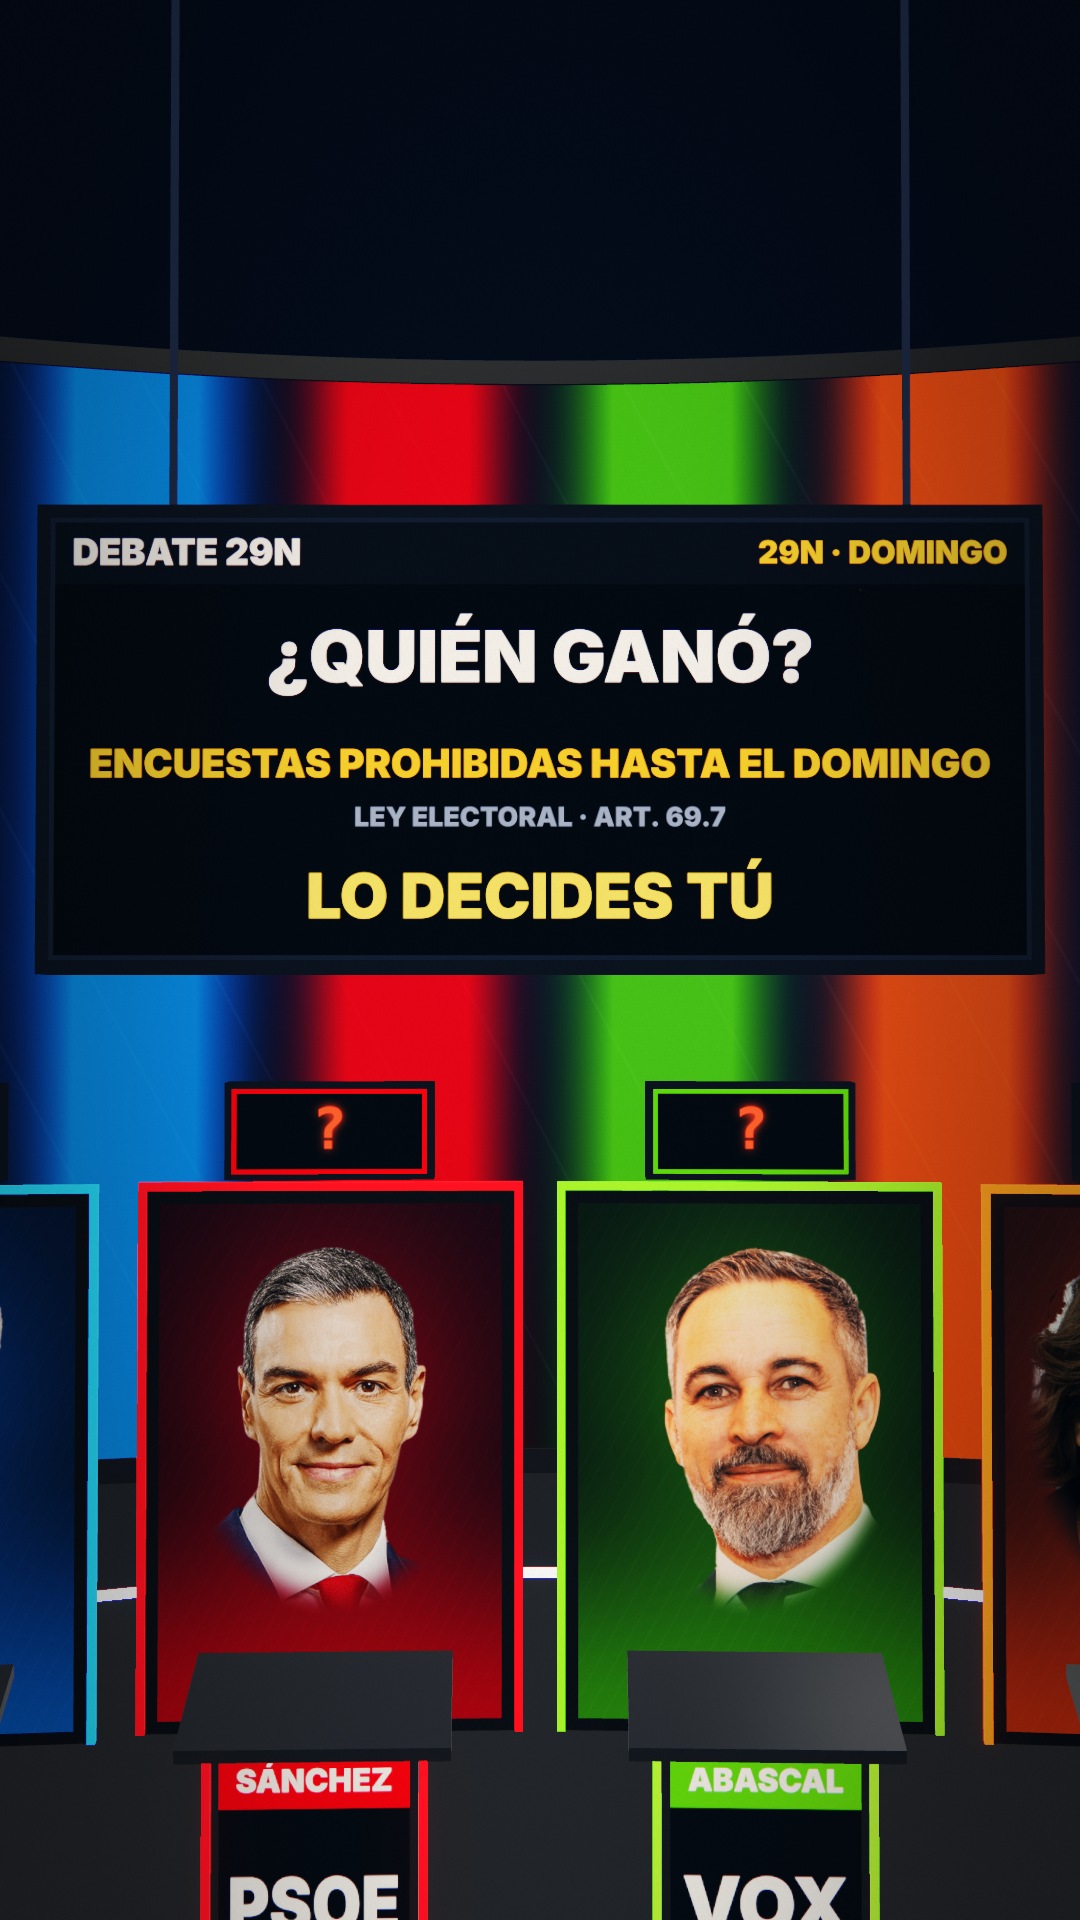 DEBATE 29N
29N · DOMINGO
¿QUIÉN GANÓ?
ENCUESTAS PROHIBIDAS HASTA EL DOMINGO
LEY ELECTORAL · ART. 69.7
LO DECIDES TÚ
?
?
SÁNCHEZ
ABASCAL
PSOE
VOX